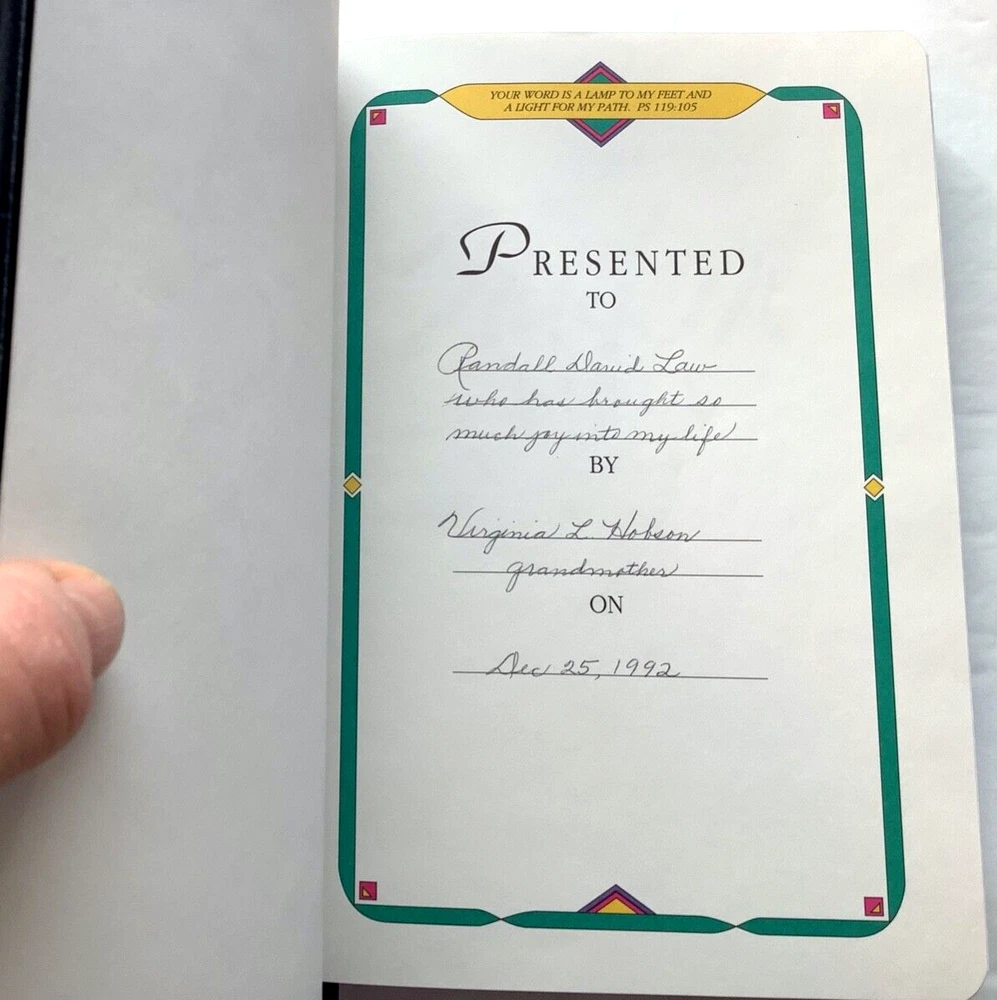 YOUR WORD IS A LAMP TO MY FEET AND
A LIGHT FOR MY PATH. PS 119:105
PRESENTED
TO
Randall David Law
who has brought so
much joy into my life
BY
Virginia L. Hobson
grandmother
ON
Dec 25, 1992